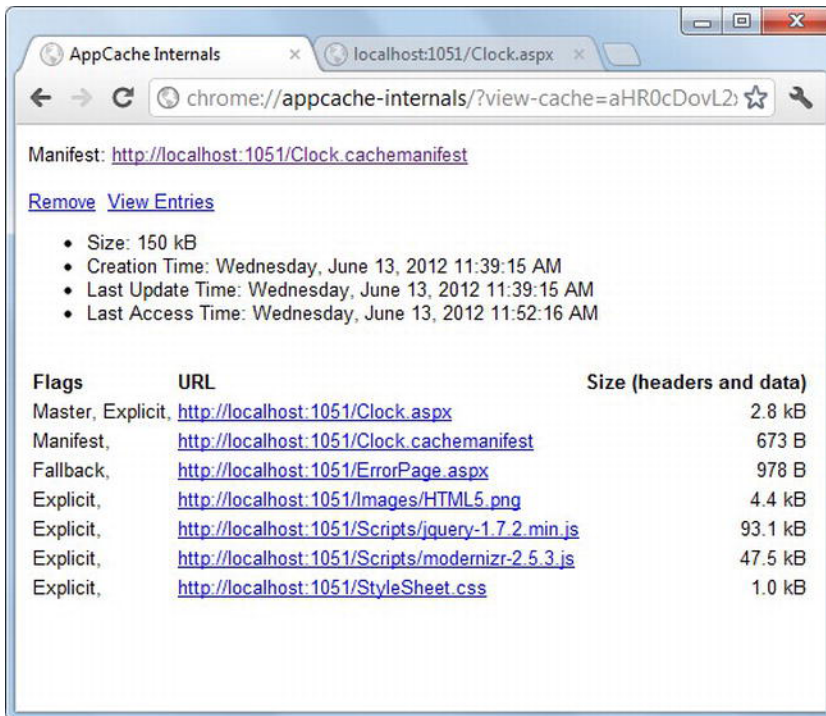 AppCache Internals
localhost:1051/Clock.aspx
chrome://appcache-internals/?view-cache=aHR0cDovL2
Manifest: http://localhost:1051/Clock.cachemanifest
Remove View Entries
• Size: 150 kB
• Creation Time: Wednesday, June 13, 2012 11:39:15 AM
• Last Update Time: Wednesday, June 13, 2012 11:39:15 AM
• Last Access Time: Wednesday, June 13, 2012 11:52:16 AM
Flags URL Size (headers and data)
Master, Explicit, http://localhost:1051/Clock.aspx 2.8 kB
Manifest, http://localhost:1051/Clock.cachemanifest 673 B
Fallback, http://localhost:1051/ErrorPage.aspx 978 B
Explicit, http://localhost:1051/Images/HTML5.png 4.4 kB
Explicit, http://localhost:1051/Scripts/jquery-1.7.2.min.js 93.1 kB
Explicit, http://localhost:1051/Scripts/modernizr-2.5.3.js 47.5 kB
Explicit, http://localhost:1051/StyleSheet.css 1.0 kB